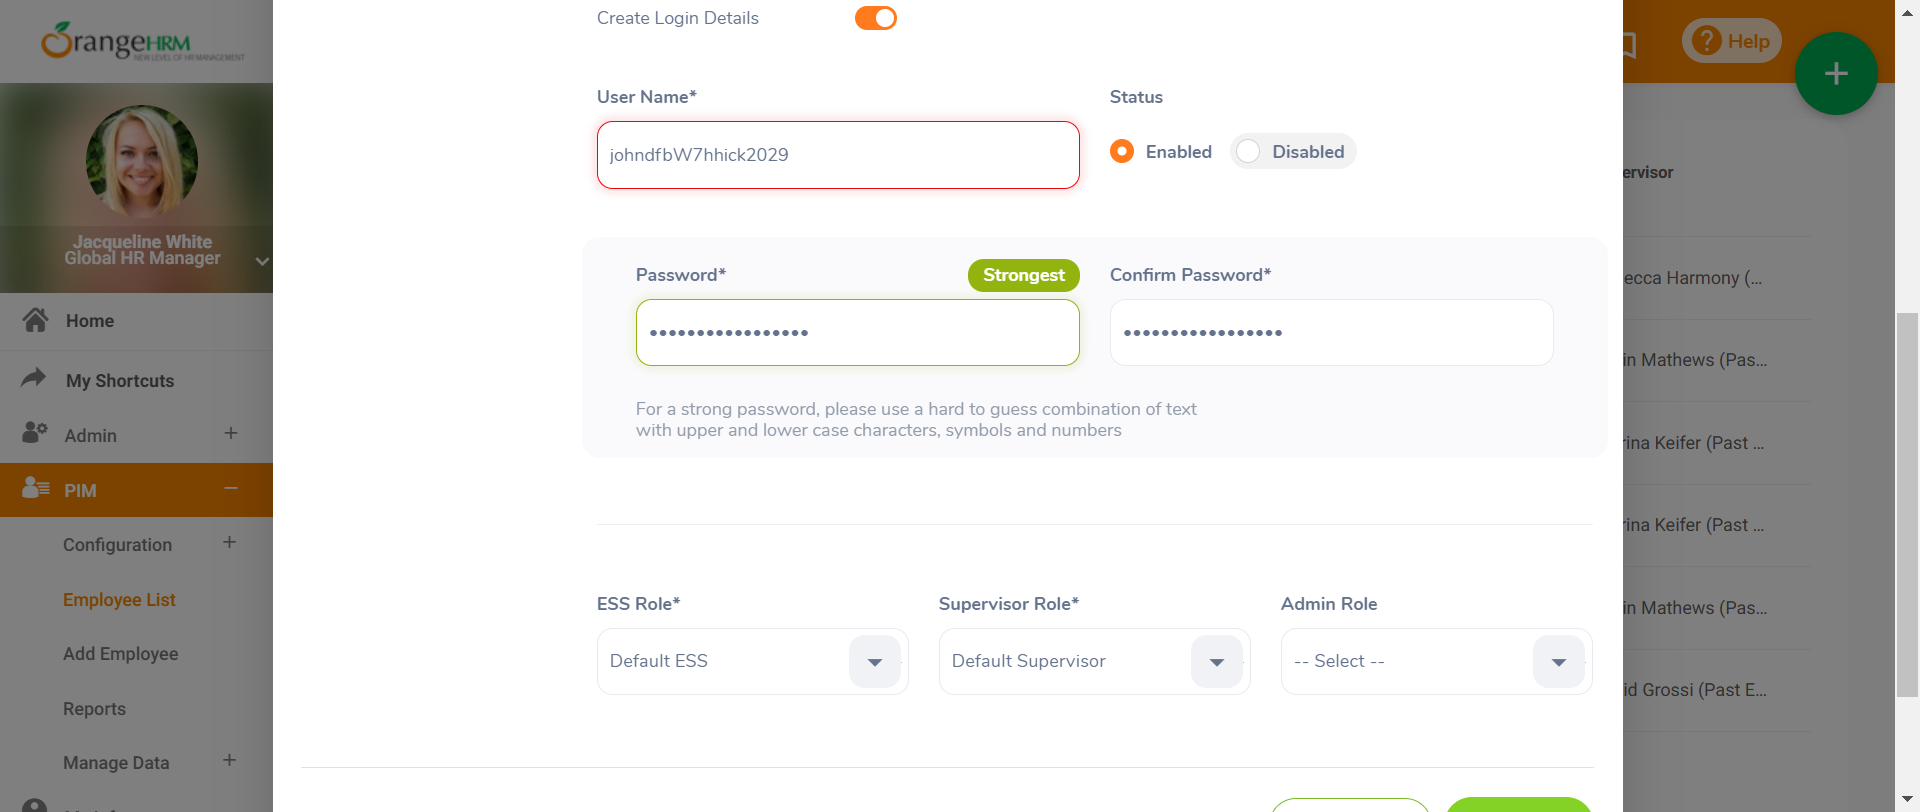 OrangeHRM
NEW LEVEL OF HR MANAGEMENT
Jacqueline White
Global HR Manager
Home
My Shortcuts
Admin
PIM
Configuration
Employee List
Add Employee
Reports
Manage Data
Create Login Details
User Name*
johndfbW7hhick2029
Status
Enabled
Disabled
Password*
Strongest
•••••••••••••••••
Confirm Password*
•••••••••••••••••
For a strong password, please use a hard to guess combination of text
with upper and lower case characters, symbols and numbers
ESS Role*
Default ESS
Supervisor Role*
Default Supervisor
Admin Role
-- Select --
? Help
+
ervisor
ecca Harmony (...
in Mathews (Pas...
rina Keifer (Past ...
rina Keifer (Past ...
in Mathews (Pas...
id Grossi (Past E...